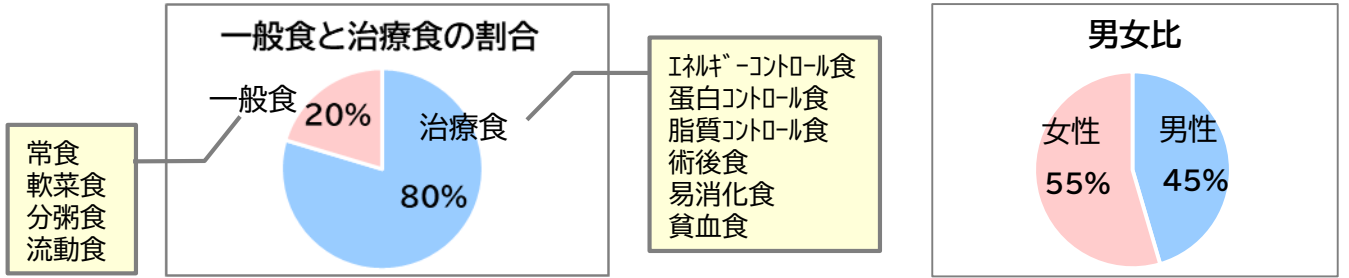 一般食と治療食の割合
一般食
20%
治療食
80%
常食
軟菜食
分粥食
流動食
ｴﾈﾙｷﾞｰｺﾝﾄﾛｰﾙ食
蛋白ｺﾝﾄﾛｰﾙ食
脂質ｺﾝﾄﾛｰﾙ食
術後食
易消化食
貧血食
男女比
女性
55%
男性
45%